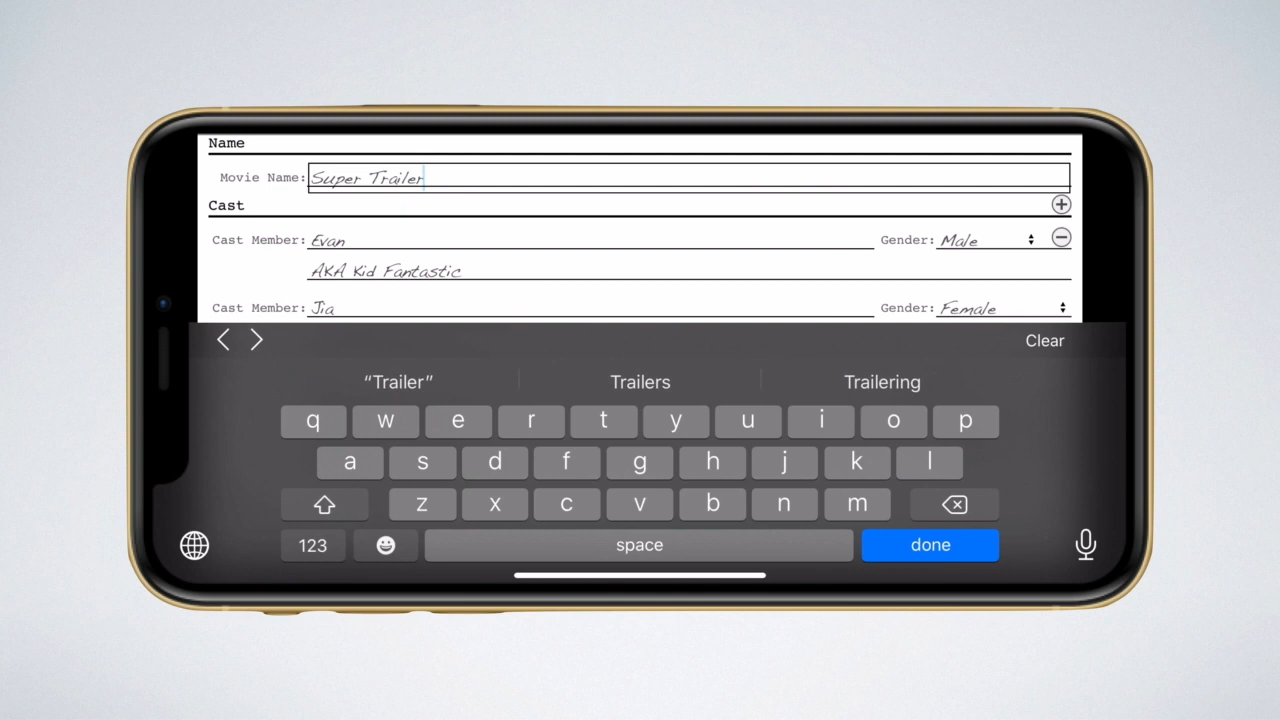 Name
Movie Name: Super Trailer
Cast
Cast Member: Evan Gender: Male
AKA Kid Fantastic
Cast Member: Jia Gender: Female
Clear
“Trailer” Trailers Trailering
q w e r t y u i o p
a s d f g h j k l
z x c v b n m
123 space done